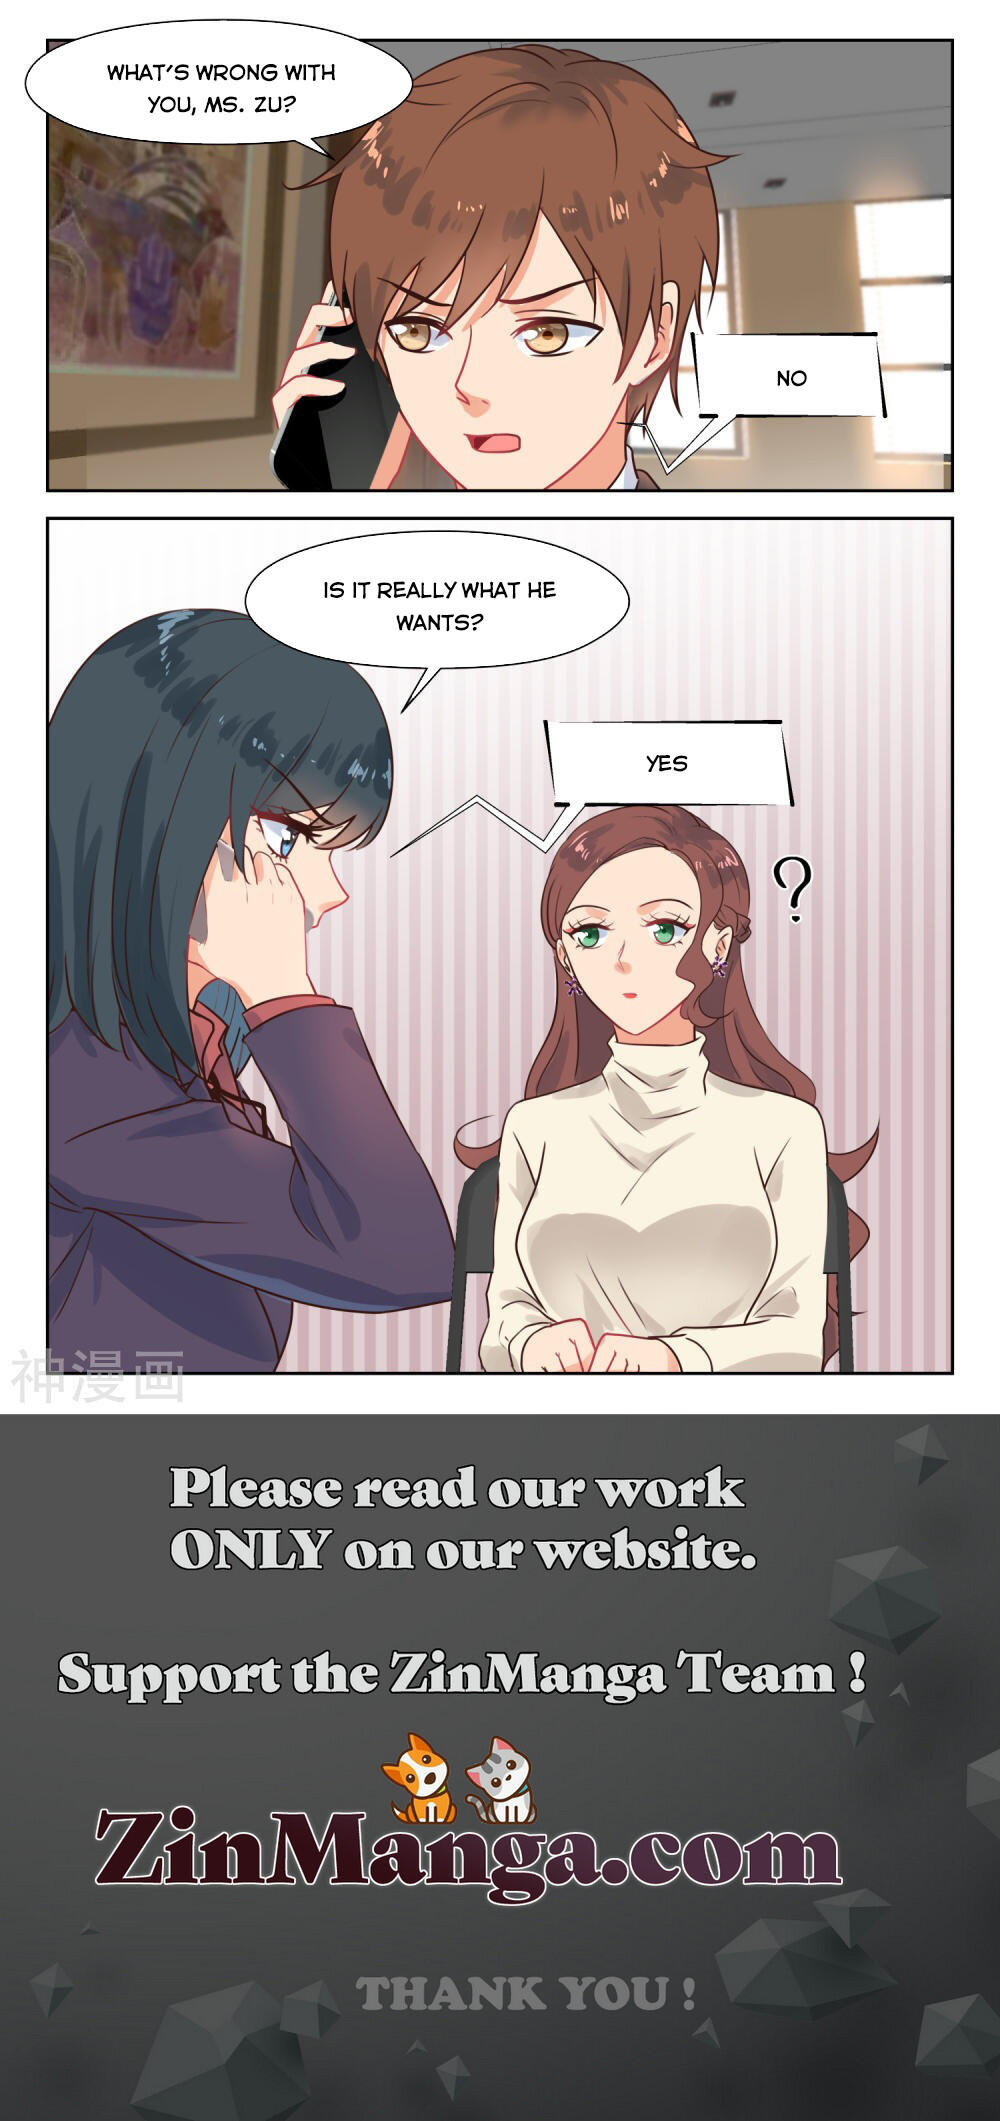 WHAT'S WRONG WITH
YOU, MS. ZU?
NO
IS IT REALLY WHAT HE
WANTS?
YES
?
神漫画
Please read our work
ONLY on our website.
Support the ZinManga Team !
ZinManga.com
THANK YOU !